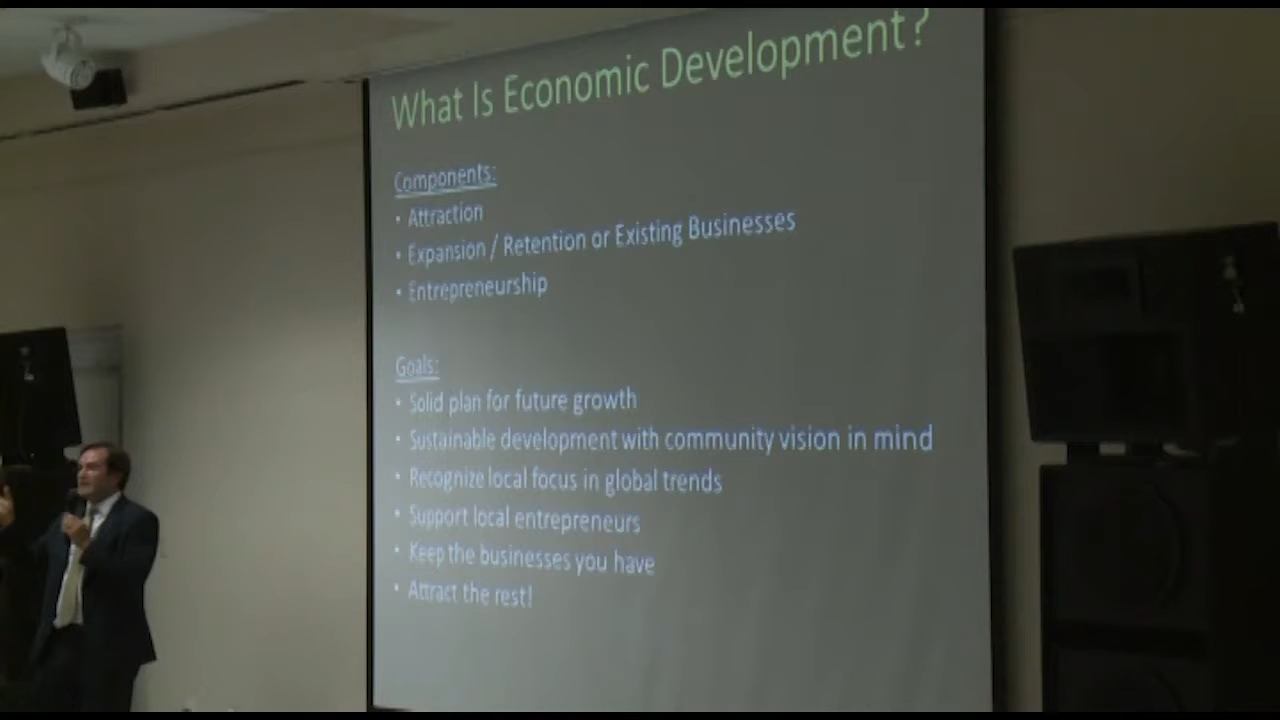 What Is Economic Development?
Components:
• Attraction
• Expansion / Retention or Existing Businesses
• Entrepreneurship
Goals:
• Solid plan for future growth
• Sustainable development with community vision in mind
• Recognize local focus in global trends
• Support local entrepreneurs
• Keep the businesses you have
• Attract the rest!